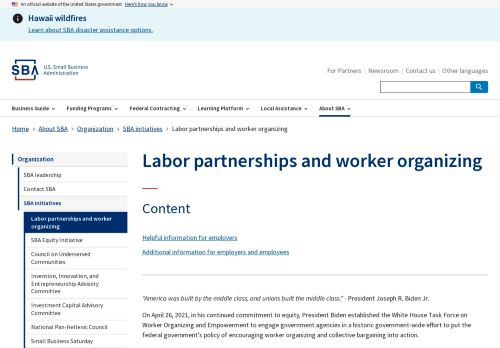 An official website of the United States government Here's how you know
Hawaii wildfires
Learn about SBA disaster assistance options.
SBA
U.S. Small Business
Administration
For Partners Newsroom Contact us Other languages
Business Guide Funding Programs Federal Contracting Learning Platform Local Assistance About SBA
Home > About SBA > Organization > SBA initiatives > Labor partnerships and worker organizing
Organization
SBA leadership
Contact SBA
SBA initiatives
Labor partnerships and worker
organizing
SBA Equity Initiative
Council on Underserved
Communities
Invention, Innovation, and
Entrepreneurship Advisory
Committee
Investment Capital Advisory
Committee
National Pan-Hellenic Council
Small Business Saturday
Labor partnerships and worker organizing
Content
Helpful information for employers
Additional information for employers and employees
"America was built by the middle class, and unions built the middle class." - President Joseph R. Biden Jr.
On April 26, 2021, in his continued commitment to equity, President Biden established the White House Task Force on
Worker Organizing and Empowerment to engage government agencies in a historic government-wide effort to put the
federal government's policy of encouraging worker organizing and collective bargaining into action.